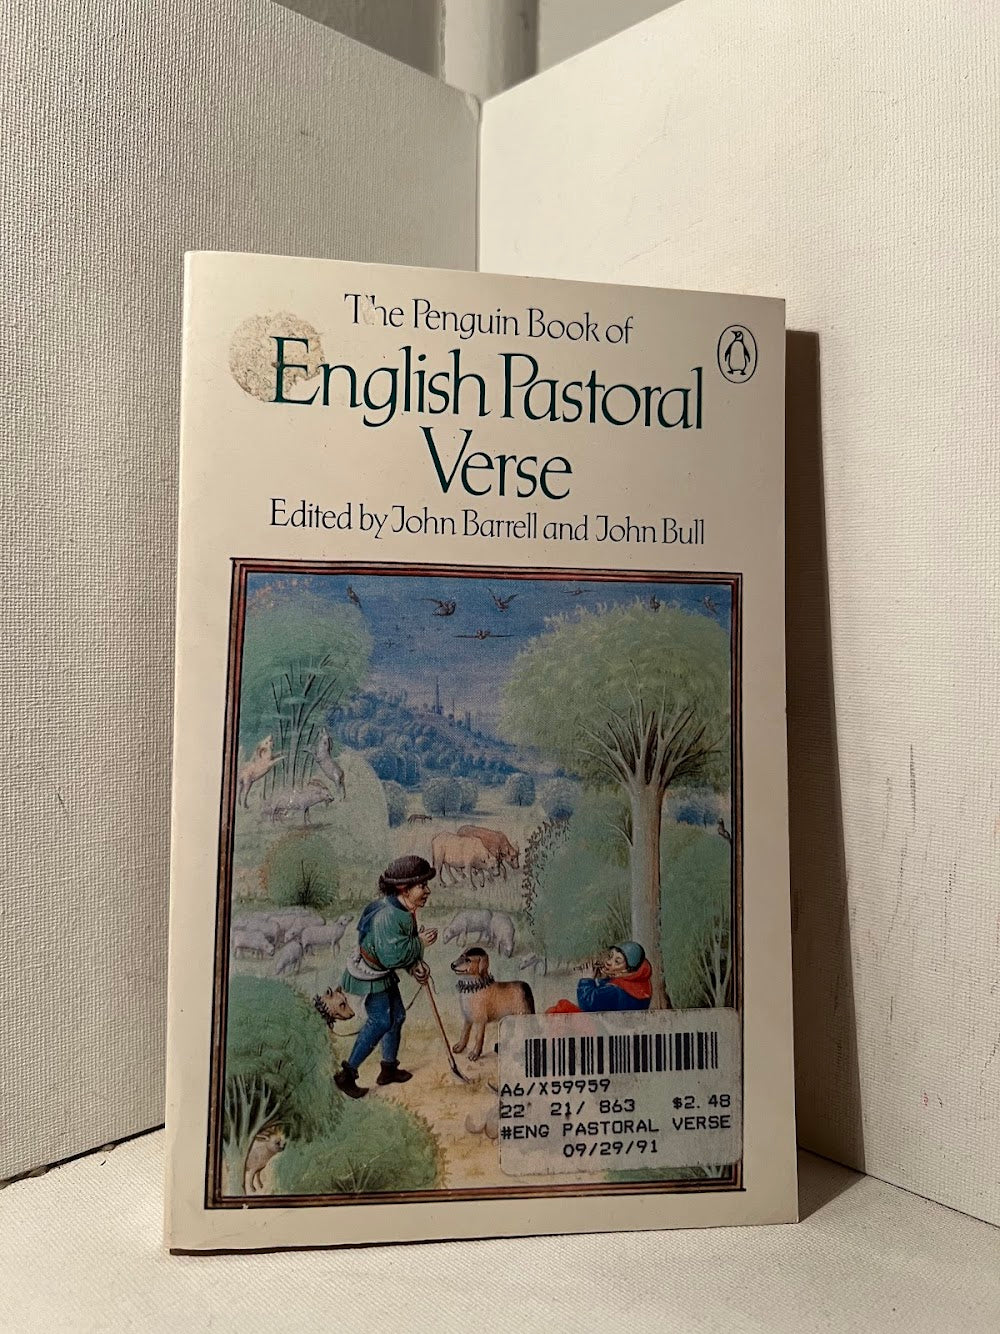 The Penguin Book of
English Pastoral
Verse
Edited by John Barrell and John Bull
A6/X59959
22* 21/ 863 $2.48
#ENG PASTORAL VERSE
09/29/91